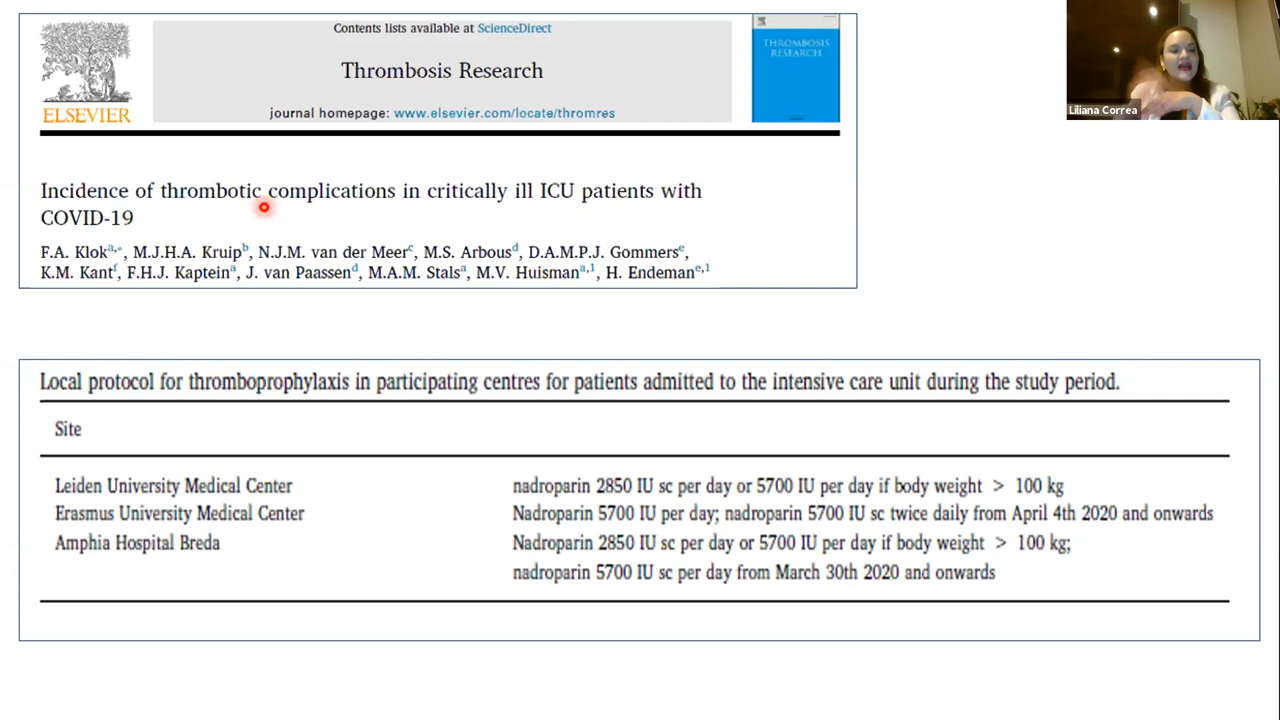 Contents lists available at ScienceDirect
Thrombosis Research
journal homepage: www.elsevier.com/locate/thromres
ELSEVIER
THROMBOSIS
RESEARCH
Liliana Correa
Incidence of thrombotic complications in critically ill ICU patients with
COVID-19
F.A. Klok^a,*, M.J.H.A. Kruip^b, N.J.M. van der Meer^c, M.S. Arbous^d, D.A.M.P.J. Gommers^e,
K.M. Kant^f, F.H.J. Kaptein^a, J. van Paassen^d, M.A.M. Stals^a, M.V. Huisman^a,1, H. Endeman^e,1
Local protocol for thromboprophylaxis in participating centres for patients admitted to the intensive care unit during the study period.
Site
Leiden University Medical Center nadroparin 2850 IU sc per day or 5700 IU per day if body weight > 100 kg
Erasmus University Medical Center Nadroparin 5700 IU per day; nadroparin 5700 IU sc twice daily from April 4th 2020 and onwards
Amphia Hospital Breda Nadroparin 2850 IU sc per day or 5700 IU per day if body weight > 100 kg;
nadroparin 5700 IU sc per day from March 30th 2020 and onwards